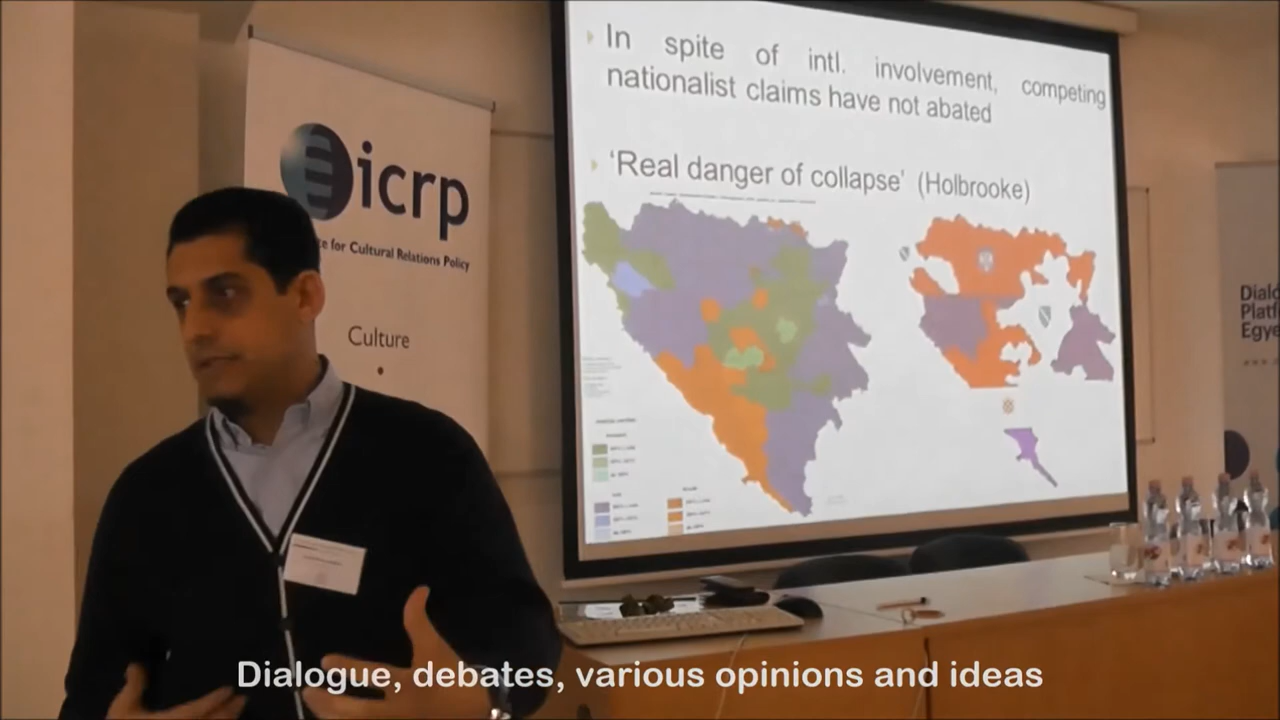 In spite of intl. involvement, competing
nationalist claims have not abated
'Real danger of collapse' (Holbrooke)
icrp
te for Cultural Relations Policy
Culture
Dialo
Platf
Egye
Dialogue, debates, various opinions and ideas